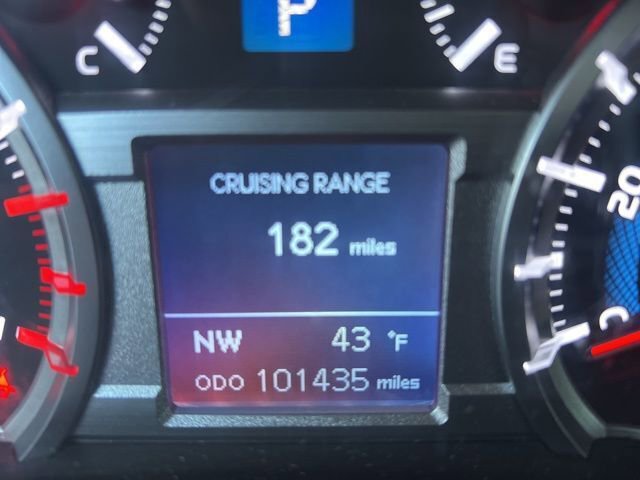 P
C
E
CRUISING RANGE
182 miles
NW 43 °F
ODO 101435 miles
20